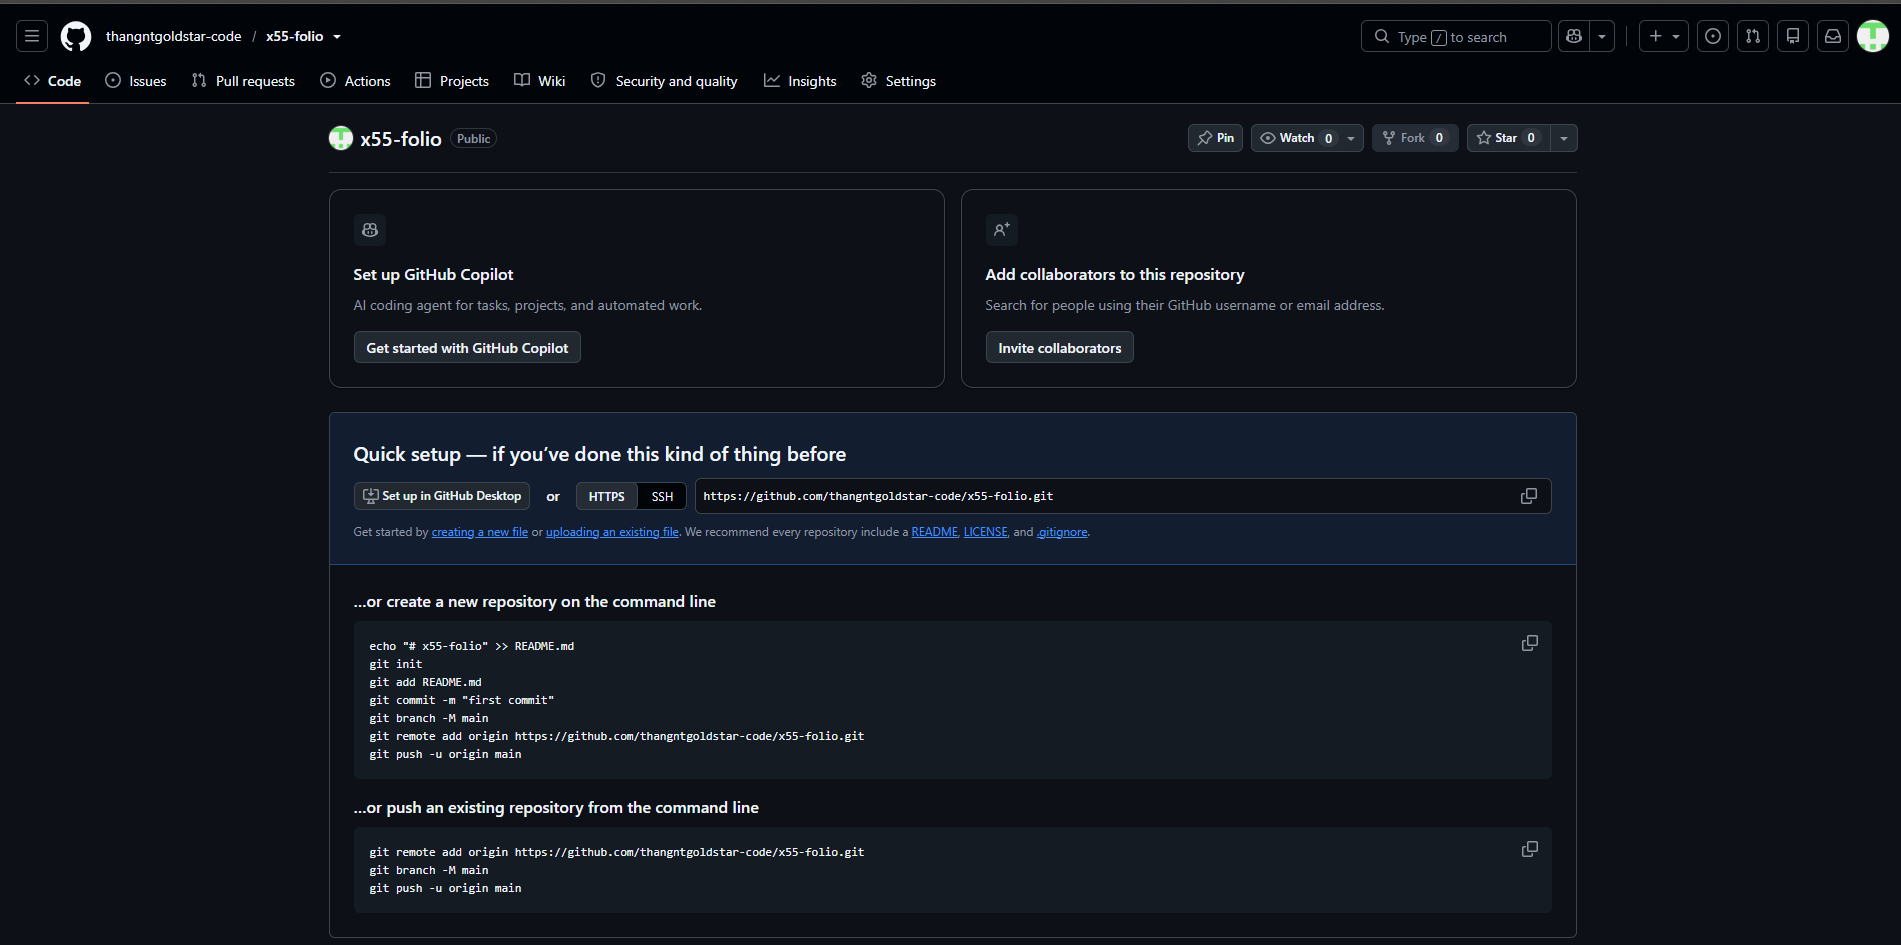 thangntgoldstar-code / x55-folio
Type / to search
Code Issues Pull requests Actions Projects Wiki Security and quality Insights Settings
x55-folio Public
Pin Watch 0 Fork 0 Star 0
Set up GitHub Copilot
AI coding agent for tasks, projects, and automated work.
Get started with GitHub Copilot
Add collaborators to this repository
Search for people using their GitHub username or email address.
Invite collaborators
Quick setup — if you’ve done this kind of thing before
Set up in GitHub Desktop or HTTPS SSH https://github.com/thangntgoldstar-code/x55-folio.git
Get started by creating a new file or uploading an existing file. We recommend every repository include a README, LICENSE, and .gitignore.
…or create a new repository on the command line
echo "# x55-folio" >> README.md
git init
git add README.md
git commit -m "first commit"
git branch -M main
git remote add origin https://github.com/thangntgoldstar-code/x55-folio.git
git push -u origin main
…or push an existing repository from the command line
git remote add origin https://github.com/thangntgoldstar-code/x55-folio.git
git branch -M main
git push -u origin main